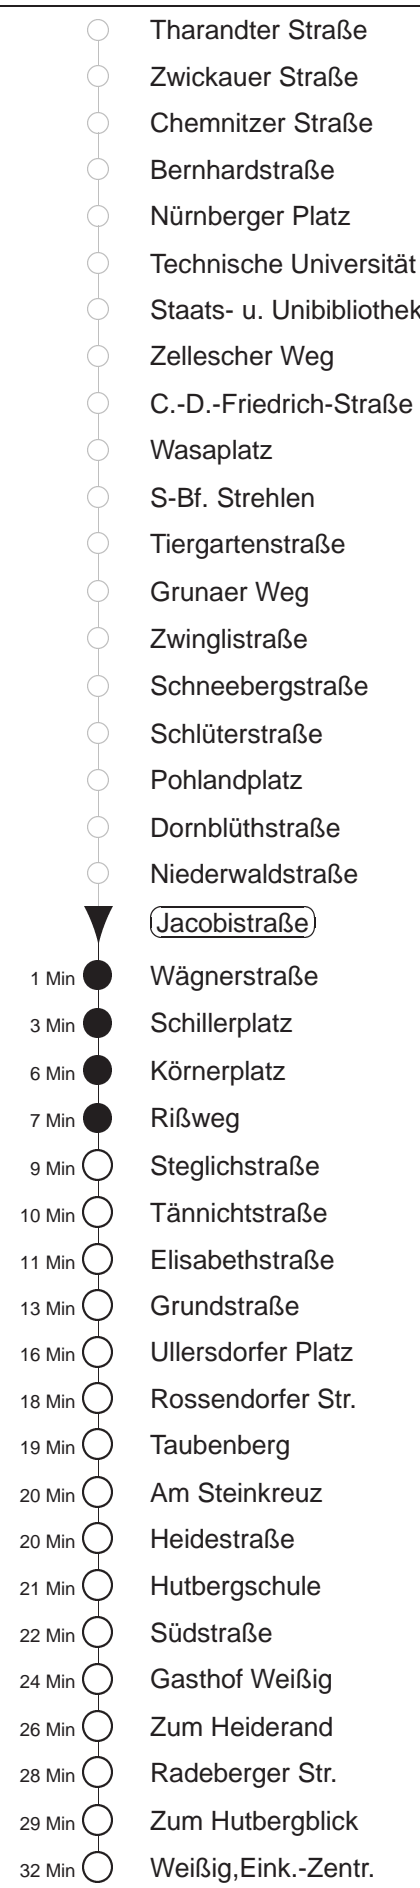 Tharandter Straße
Zwickauer Straße
Chemnitzer Straße
Bernhardstraße
Nürnberger Platz
Technische Universität
Staats- u. Unibibliothek
Zellescher Weg
C.-D.-Friedrich-Straße
Wasaplatz
S-Bf. Strehlen
Tiergartenstraße
Grunaer Weg
Zwinglistraße
Schneebergstraße
Schlüterstraße
Pohlandplatz
Dornblüthstraße
Niederwaldstraße
Jacobistraße
1 Min Wägnerstraße
3 Min Schillerplatz
6 Min Körnerplatz
7 Min Rißweg
9 Min Steglichstraße
10 Min Tännichtstraße
11 Min Elisabethstraße
13 Min Grundstraße
16 Min Ullersdorfer Platz
18 Min Rossendorfer Str.
19 Min Taubenberg
20 Min Am Steinkreuz
20 Min Heidestraße
21 Min Hutbergschule
22 Min Südstraße
24 Min Gasthof Weißig
26 Min Zum Heiderand
28 Min Radeberger Str.
29 Min Zum Hutbergblick
32 Min Weißig,Eink.-Zentr.